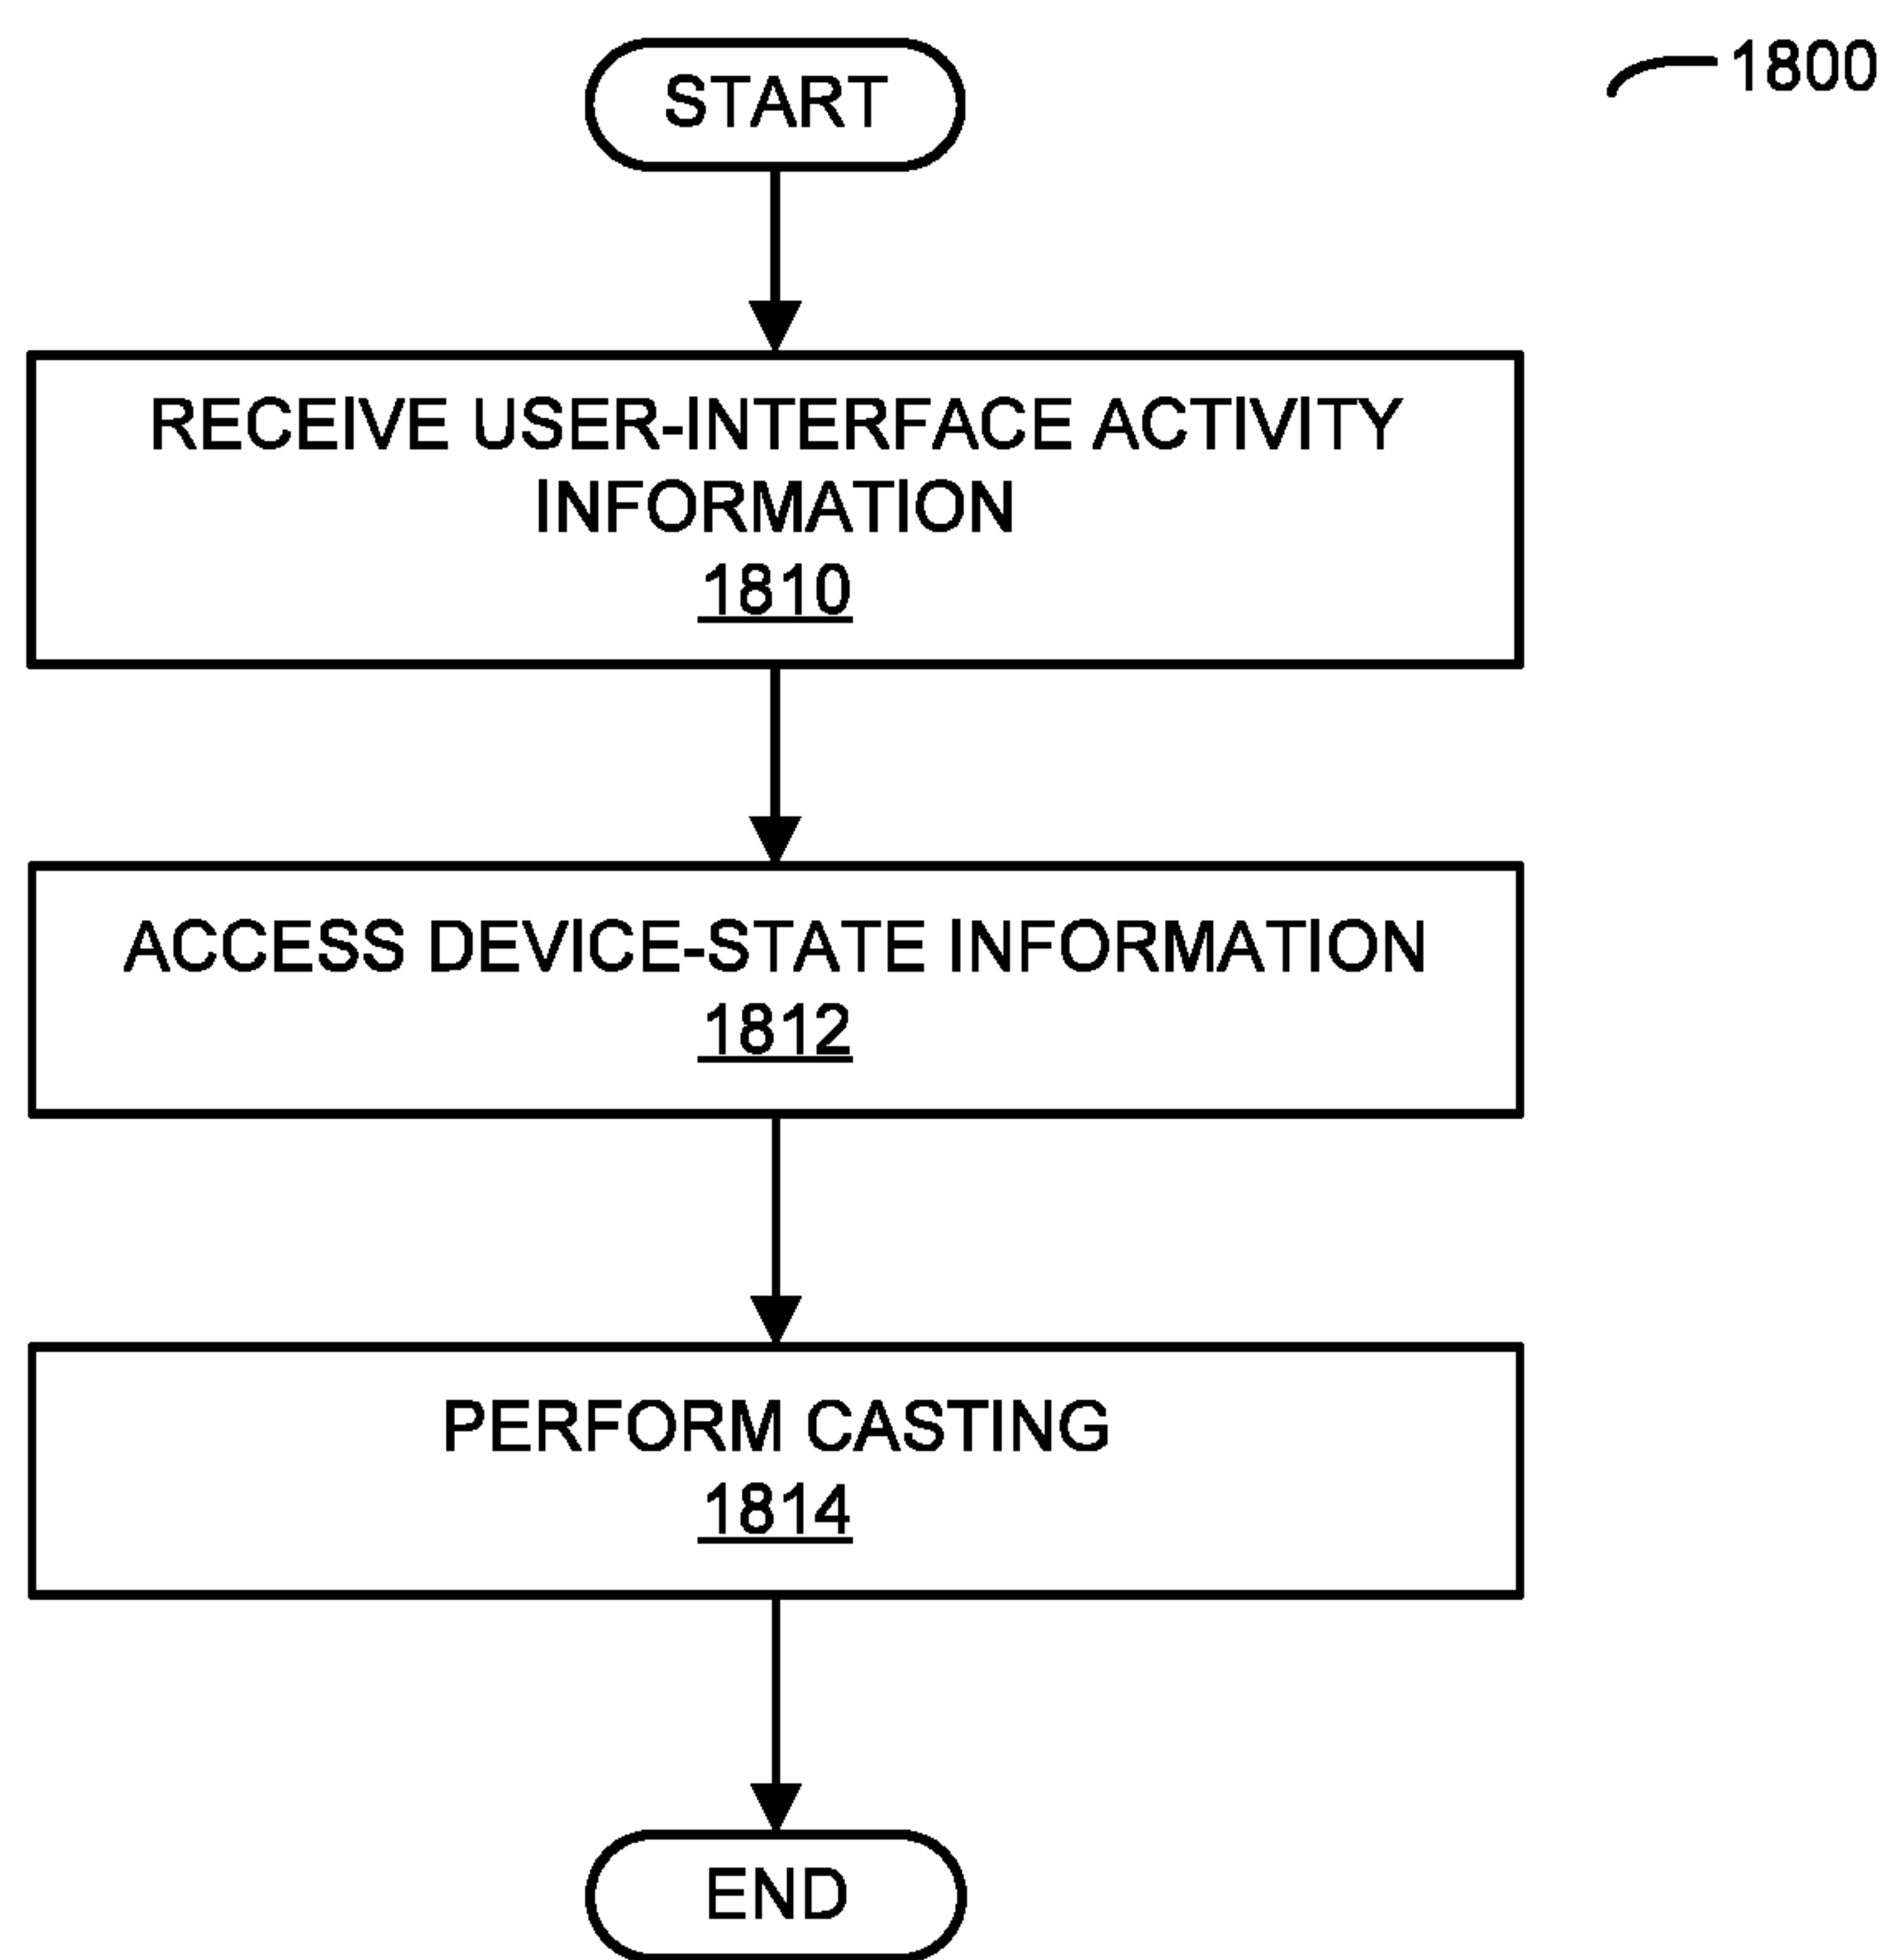 START
1800
RECEIVE USER-INTERFACE ACTIVITY
INFORMATION
1810
ACCESS DEVICE-STATE INFORMATION
1812
PERFORM CASTING
1814
END